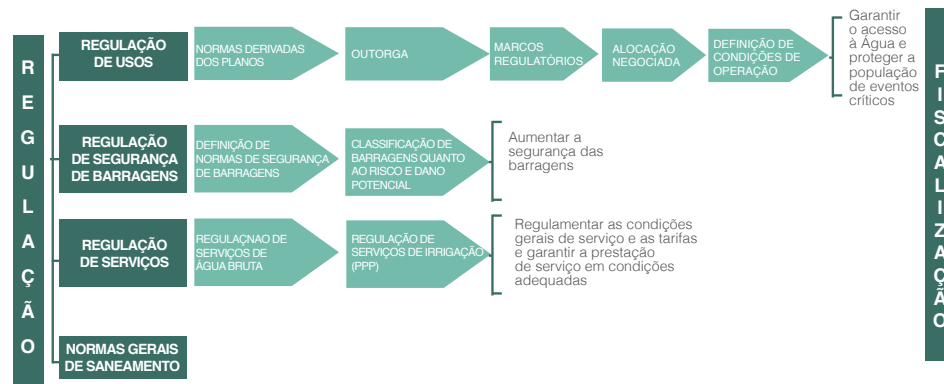 REGULAÇÃO
REGULAÇÃO
DE USOS
NORMAS DERIVADAS
DOS PLANOS
OUTORGA
MARCOS
REGULATÓRIOS
ALOCAÇÃO
NEGOCIADA
DEFINIÇÃO DE
CONDIÇÕES DE
OPERAÇÃO
Garantir
o acesso
à Água e
proteger a
população
de eventos
críticos
REGULAÇÃO
DE SEGURANÇA
DE BARRAGENS
DEFINIÇÃO DE
NORMAS DE SEGURANÇA
DE BARRAGENS
CLASSIFICAÇÃO DE
BARRAGENS QUANTO
AO RISCO E DANO
POTENCIAL
Aumentar a
segurança das
barragens
REGULAÇÃO
DE SERVIÇOS
REGULAÇNAO DE
SERVIÇOS DE
ÁGUA BRUTA
REGULAÇÃO DE
SERVIÇOS DE IRRIGAÇÃO
(PPP)
Regulamentar as condições
gerais de serviço e as tarifas
e garantir a prestação
de serviço em condições
adequadas
NORMAS GERAIS
DE SANEAMENTO
FISCALIZAÇÃO